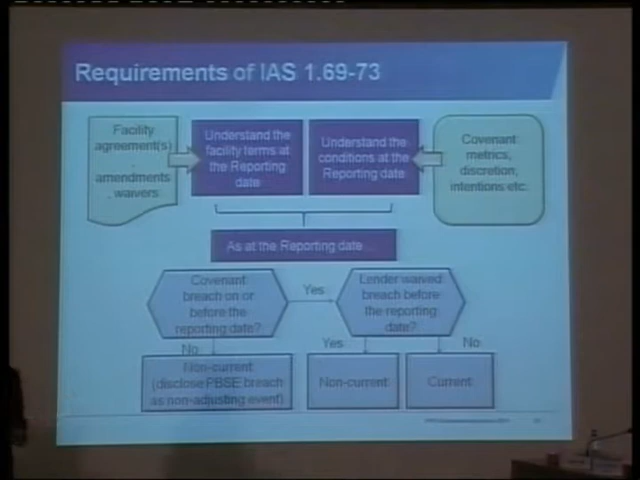 Requirements of IAS 1.69-73
Facility
agreement(s)
,
amendments
, waivers
Understand the
facility terms at
the Reporting
date
Understand the
conditions at the
Reporting date
Covenant
metrics,
discretion,
intentions etc.
As at the Reporting date…
Covenant
breach on or
before the
reporting date?
Yes
Lender waived
breach before
the reporting
date?
No
Yes
No
Non-current
(disclose PBSE breach
as non-adjusting event)
Non-current
Current